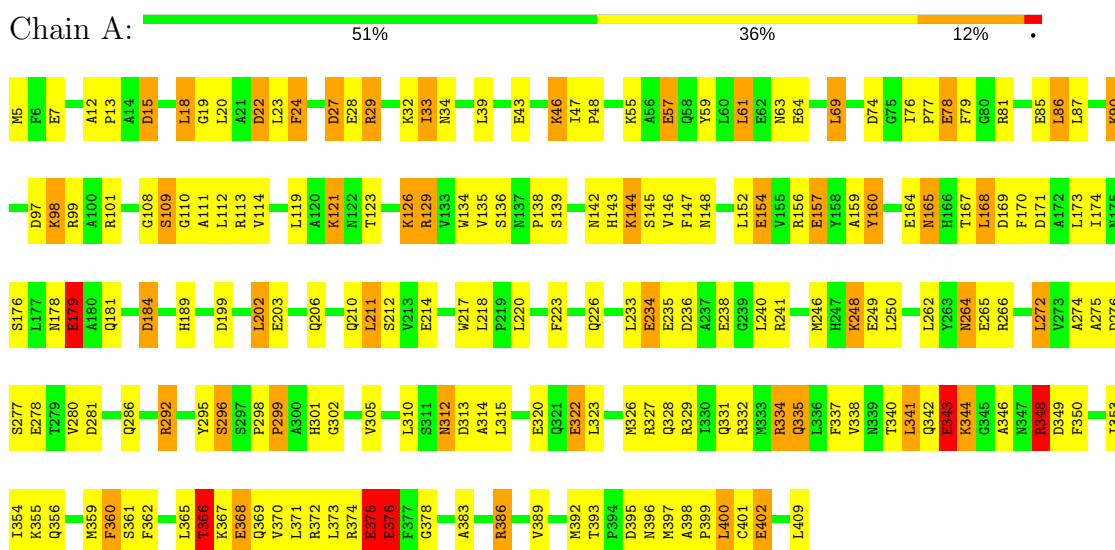 Chain A:
51% 36% 12% •
M5 F6 E7 A12 P13 A14 D15 L18 G19 L20 A21 D22 L23 F24 D27 E28 R29 K32 I33 N34 L39 E43 K46 I47 P48 K55 A56 E57 Q58 Y59 L60 L61 E62 N63 E64 L69 D74 G75 I76 P77 E78 F79 G80 R81 E85 L86 L87
D97 K98 R99 A100 R101 G108 S109 G110 A111 L112 R113 V114 L119 A120 K121 N122 T123 K126 R129 V133 W134 V135 S136 N137 P138 S139 N142 H143 K144 S145 V146 F147 N148 L152 E154 V155 R156 E157 Y158 A159 Y160 E164 N165 H166 T167 L168 D169 F170 D171 A172 L173 I174
S176 L177 N178 E179 A180 Q181 D184 H189 D199 L202 E203 Q206 Q210 L211 S212 V213 E214 W217 L218 P219 L220 F223 Q226 L233 E234 E235 D236 A237 E238 G239 L240 R241 M246 H247 K248 E249 L250 L262 Y263 N264 E265 R266 L272 V273 A274 A275
S277 E278 T279 V280 D281 Q286 R292 Y295 S296 S297 P298 P299 A300 H301 G302 V305 L310 S311 N312 D313 A314 L315 E320 Q321 E322 L323 M326 R327 Q328 R329 I330 Q331 R332 M333 R334 Q335 L336 F337 V338 N339 T340 L341 Q342 E343 K344 G345 A346 N347 R348 D349 F350
I354 K355 Q356 M359 F360 S361 F362 L365 T366 K367 E368 Q369 V370 L371 R372 L373 R374 E375 E376 F377 G378 A383 R386 V389 M392 T393 P394 D395 N396 M397 A398 P399 L400 C401 E402 L409